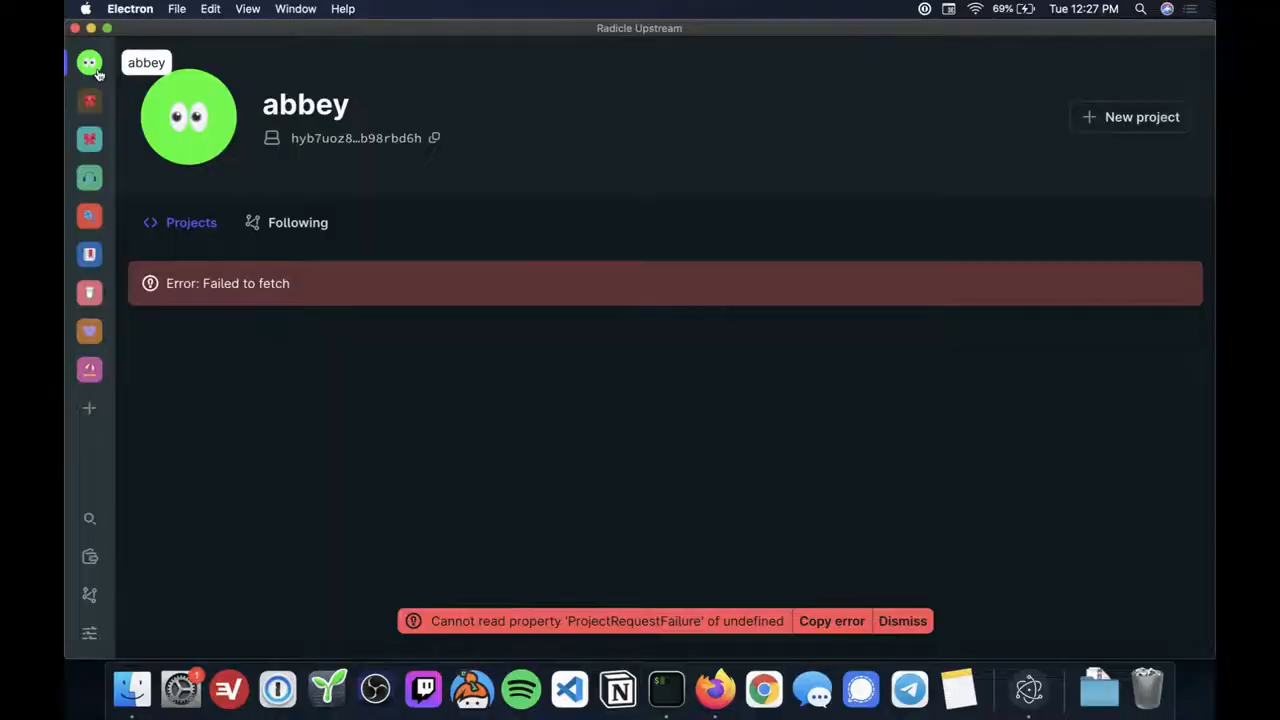 Electron File Edit View Window Help 69% Tue 12:27 PM
Radicle Upstream
abbey
abbey
hyb7uoz8…b98rbd6h
New project
Projects Following
Error: Failed to fetch
Cannot read property 'ProjectRequestFailure' of undefined Copy error Dismiss
1